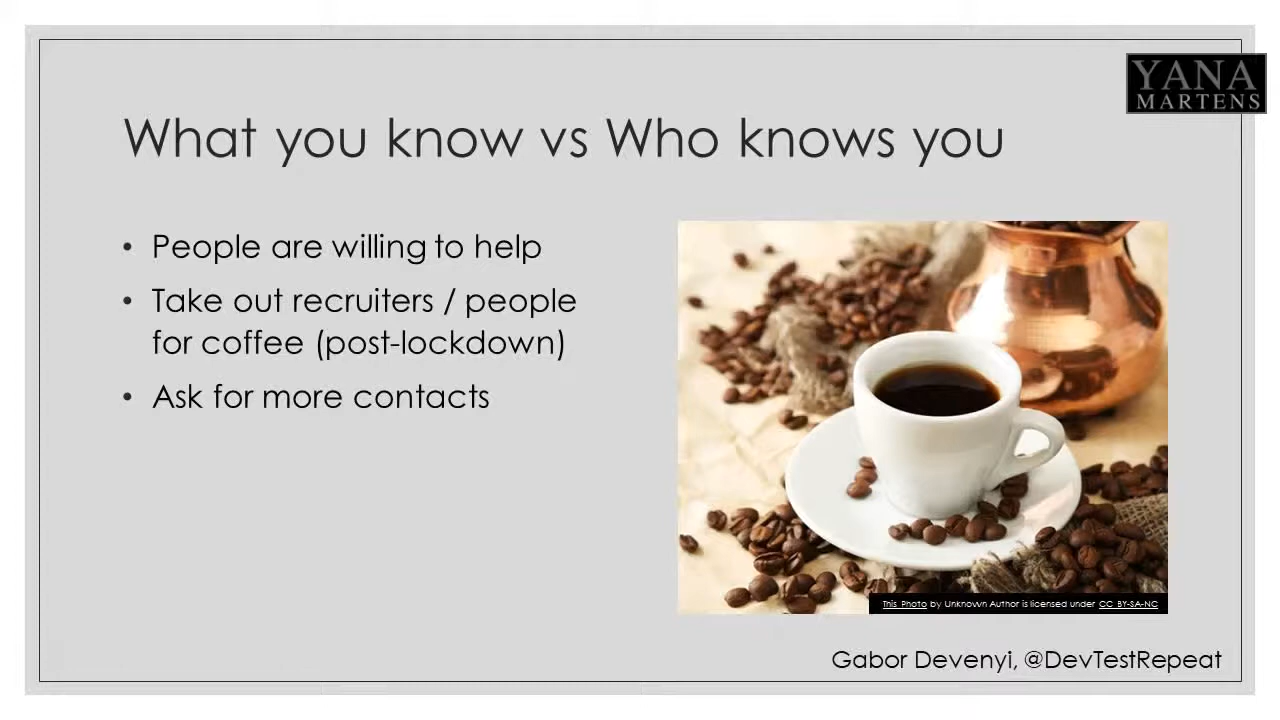 YANA
MARTENS
What you know vs Who knows you
• People are willing to help
• Take out recruiters / people
for coffee (post-lockdown)
• Ask for more contacts
This Photo by Unknown Author is licensed under CC BY-SA-NC
Gabor Devenyi, @DevTestRepeat